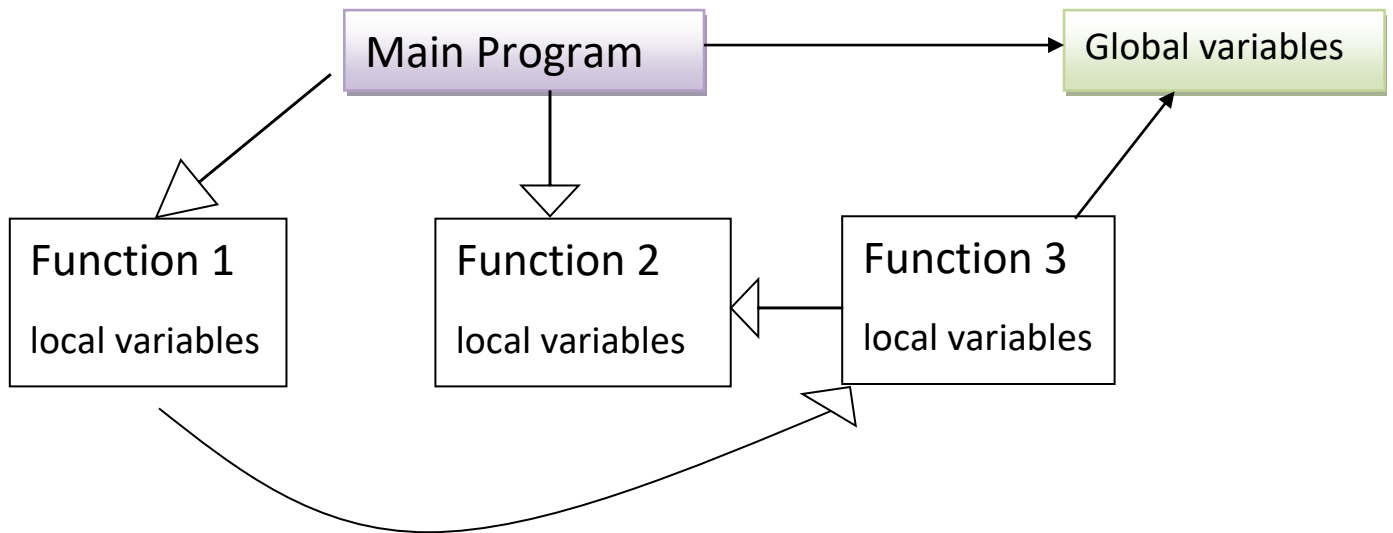 Main Program
Global variables
Function 1
local variables
Function 2
local variables
Function 3
local variables